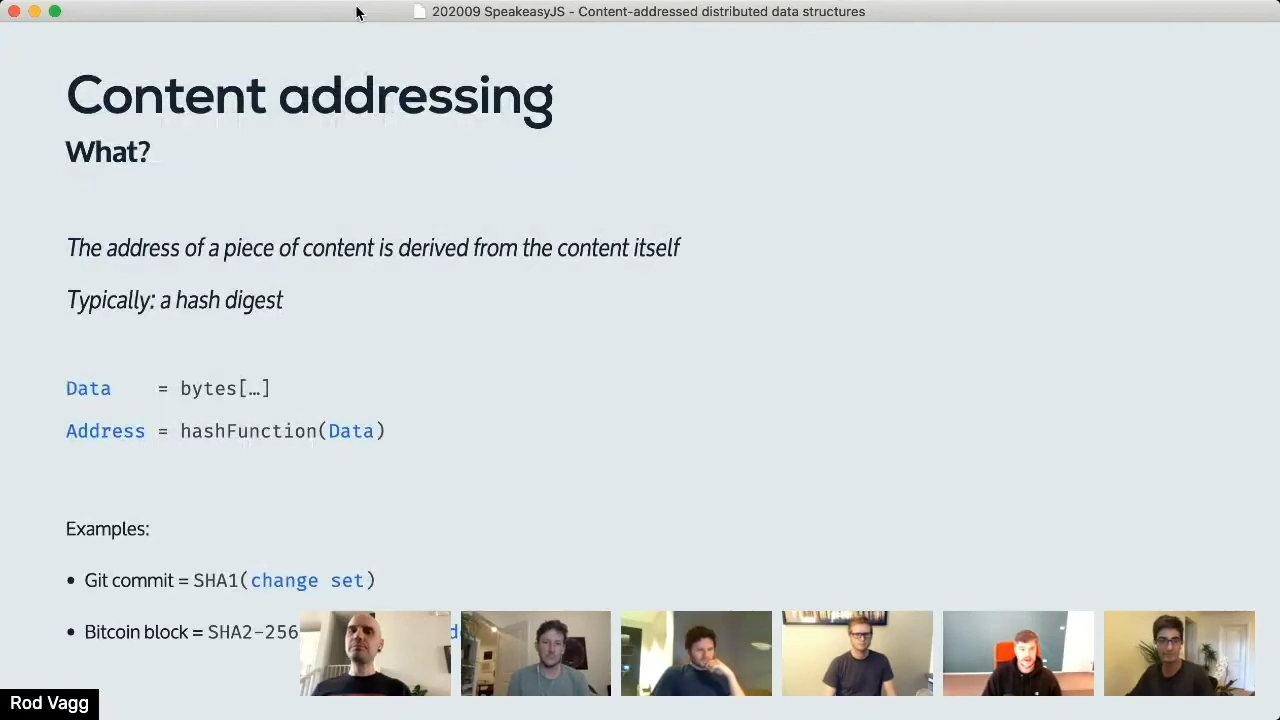 202009 SpeakeasyJS - Content-addressed distributed data structures
Content addressing
What?
The address of a piece of content is derived from the content itself
Typically: a hash digest
Data = bytes[…]
Address = hashFunction(Data)
Examples:
• Git commit = SHA1(change set)
• Bitcoin block = SHA2-256
Rod Vagg